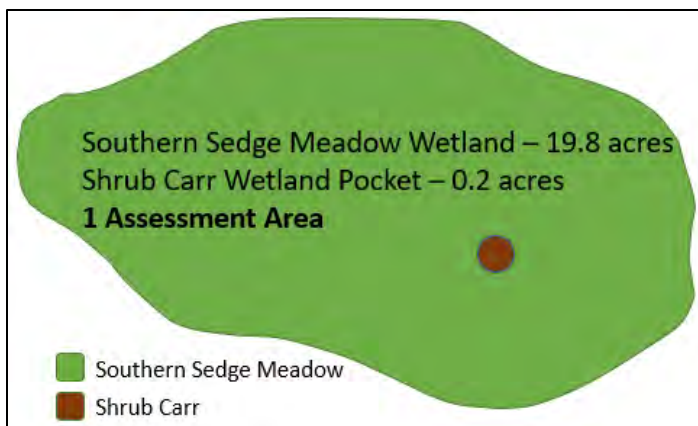 Southern Sedge Meadow Wetland – 19.8 acres
Shrub Carr Wetland Pocket – 0.2 acres
1 Assessment Area
Southern Sedge Meadow
Shrub Carr